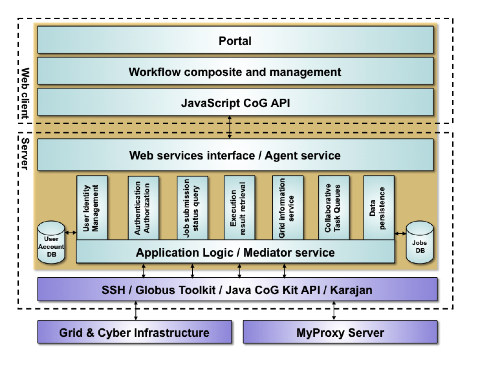 Web client
Portal
Workflow composite and management
JavaScript CoG API
Server
Web services interface / Agent service
User Identity
Management
Authentication
Authorization
Job submission
status query
Execution
result retrieval
Grid information
service
Collaborative
Task Queues
Data
persistence
User
Account
DB
Jobs
DB
Application Logic / Mediator service
SSH / Globus Toolkit / Java CoG Kit API / Karajan
Grid & Cyber Infrastructure
MyProxy Server